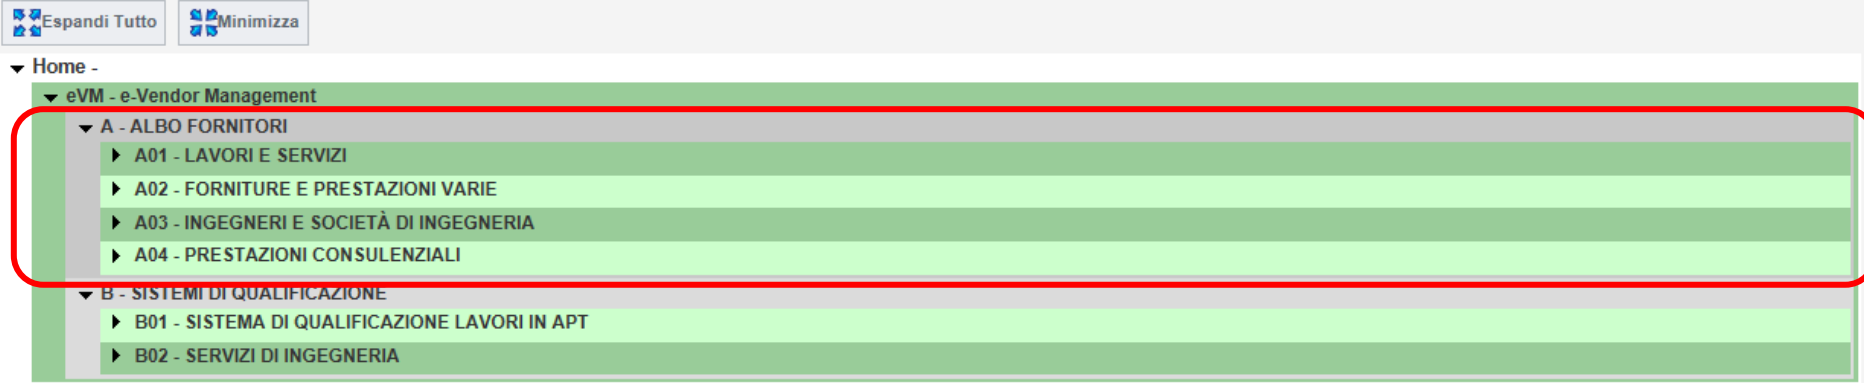 Espandi Tutto Minimizza
Home -
eVM - e-Vendor Management
A - ALBO FORNITORI
A01 - LAVORI E SERVIZI
A02 - FORNITURE E PRESTAZIONI VARIE
A03 - INGEGNERI E SOCIETÀ DI INGEGNERIA
A04 - PRESTAZIONI CONSULENZIALI
B - SISTEMI DI QUALIFICAZIONE
B01 - SISTEMA DI QUALIFICAZIONE LAVORI IN APT
B02 - SERVIZI DI INGEGNERIA